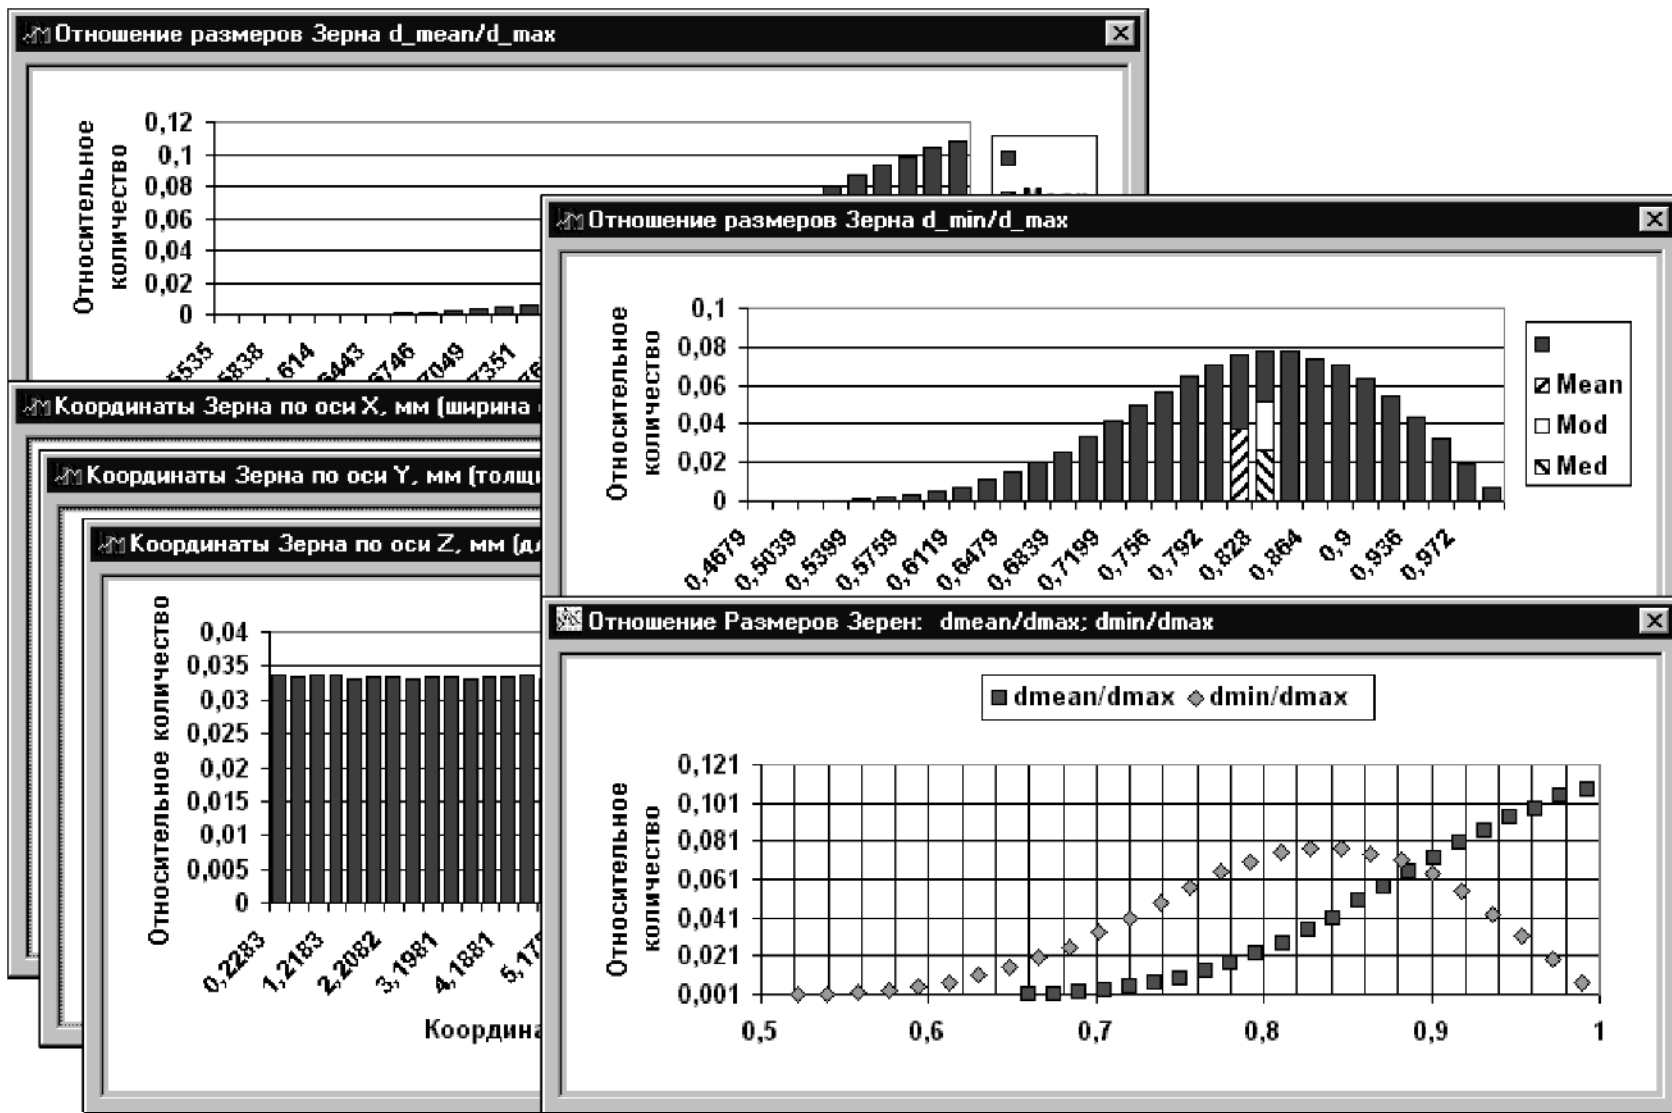 Отношение размеров Зерна d_mean/d_max
Относительное
количество
0,12
0,1
0,08
0,06
0,04
0,02
0
Отношение размеров Зерна d_min/d_max
Относительное
количество
0,1
0,08
0,06
0,04
0,02
0
0,4679
0,5039
0,5399
0,5759
0,6119
0,6479
0,6839
0,7199
0,756
0,792
0,828
0,864
0,9
0,936
0,972
Mean
Mod
Med
Координаты Зерна по оси X, мм (ширина
Координаты Зерна по оси Y, мм
Координаты Зерна по оси Z, мм
Относительное количество
0,04
0,035
0,03
0,025
0,02
0,015
0,01
0,005
0
0,2283
1,2183
2,2082
3,1981
4,1881
Отношение Размеров Зерен: dmean/dmax; dmin/dmax
dmean/dmax dmin/dmax
Относительное
количество
0,121
0,101
0,081
0,061
0,041
0,021
0,001
0,5 0,6 0,7 0,8 0,9 1